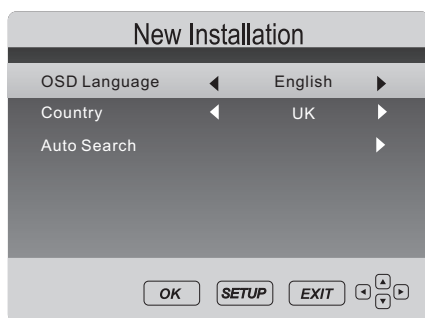 New Installation
OSD Language English
Country UK
Auto Search
OK SETUP EXIT